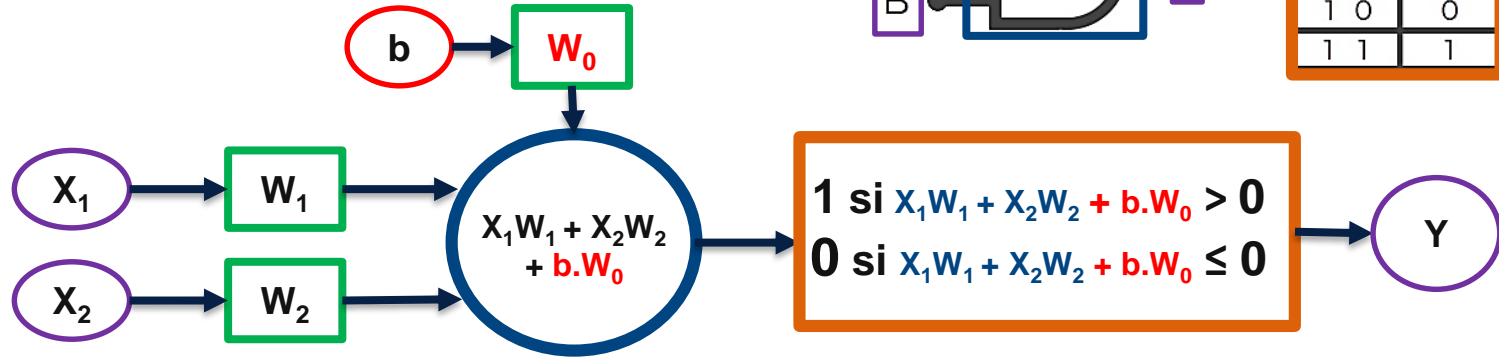 B
1 0 0
1 1 1
b
W₀
X₁
W₁
X₁W₁ + X₂W₂
+ b.W₀
1 si X₁W₁ + X₂W₂ + b.W₀ > 0
0 si X₁W₁ + X₂W₂ + b.W₀ ≤ 0
Y
X₂
W₂